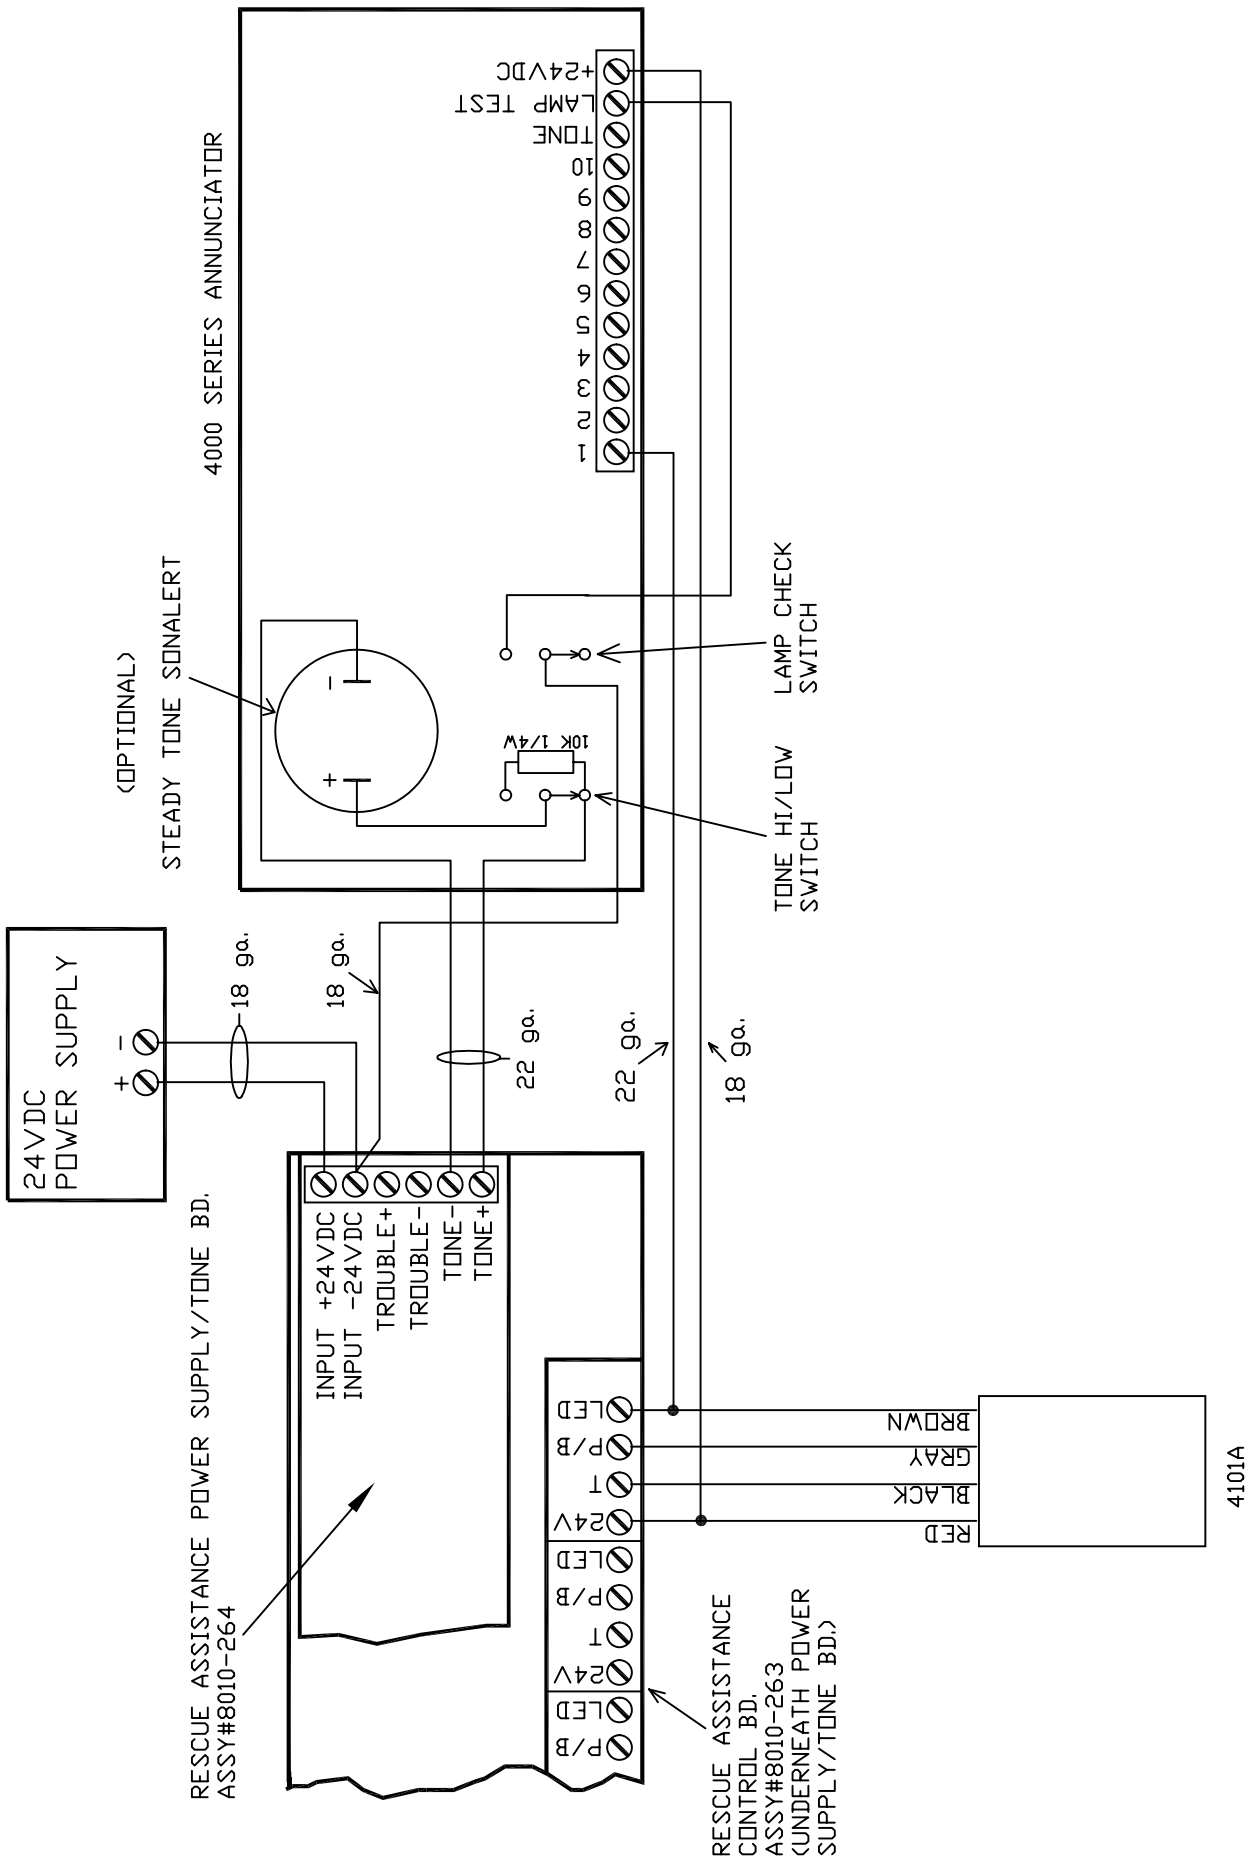 24VDC
POWER SUPPLY
+
-
18 ga.
RESCUE ASSISTANCE POWER SUPPLY/TONE BD.
ASSY#8010-264
INPUT +24VDC
INPUT -24VDC
TROUBLE+
TROUBLE-
TONE-
TONE+
18 ga.
22 ga.
(OPTIONAL)
STEADY TONE SONALERT
+
-
4000 SERIES ANNUNCIATOR
10K 1/4W
1
2
3
4
5
6
7
8
9
10
TONE
LAMP TEST
+24VDC
TONE HI/LOW
SWITCH
LAMP CHECK
SWITCH
22 ga.
18 ga.
P/B
LED
24V
T
P/B
LED
24V
T
P/B
LED
RESCUE ASSISTANCE
CONTROL BD.
ASSY#8010-263
(UNDERNEATH POWER
SUPPLY/TONE BD.)
RED
BLACK
GRAY
BROWN
4101A